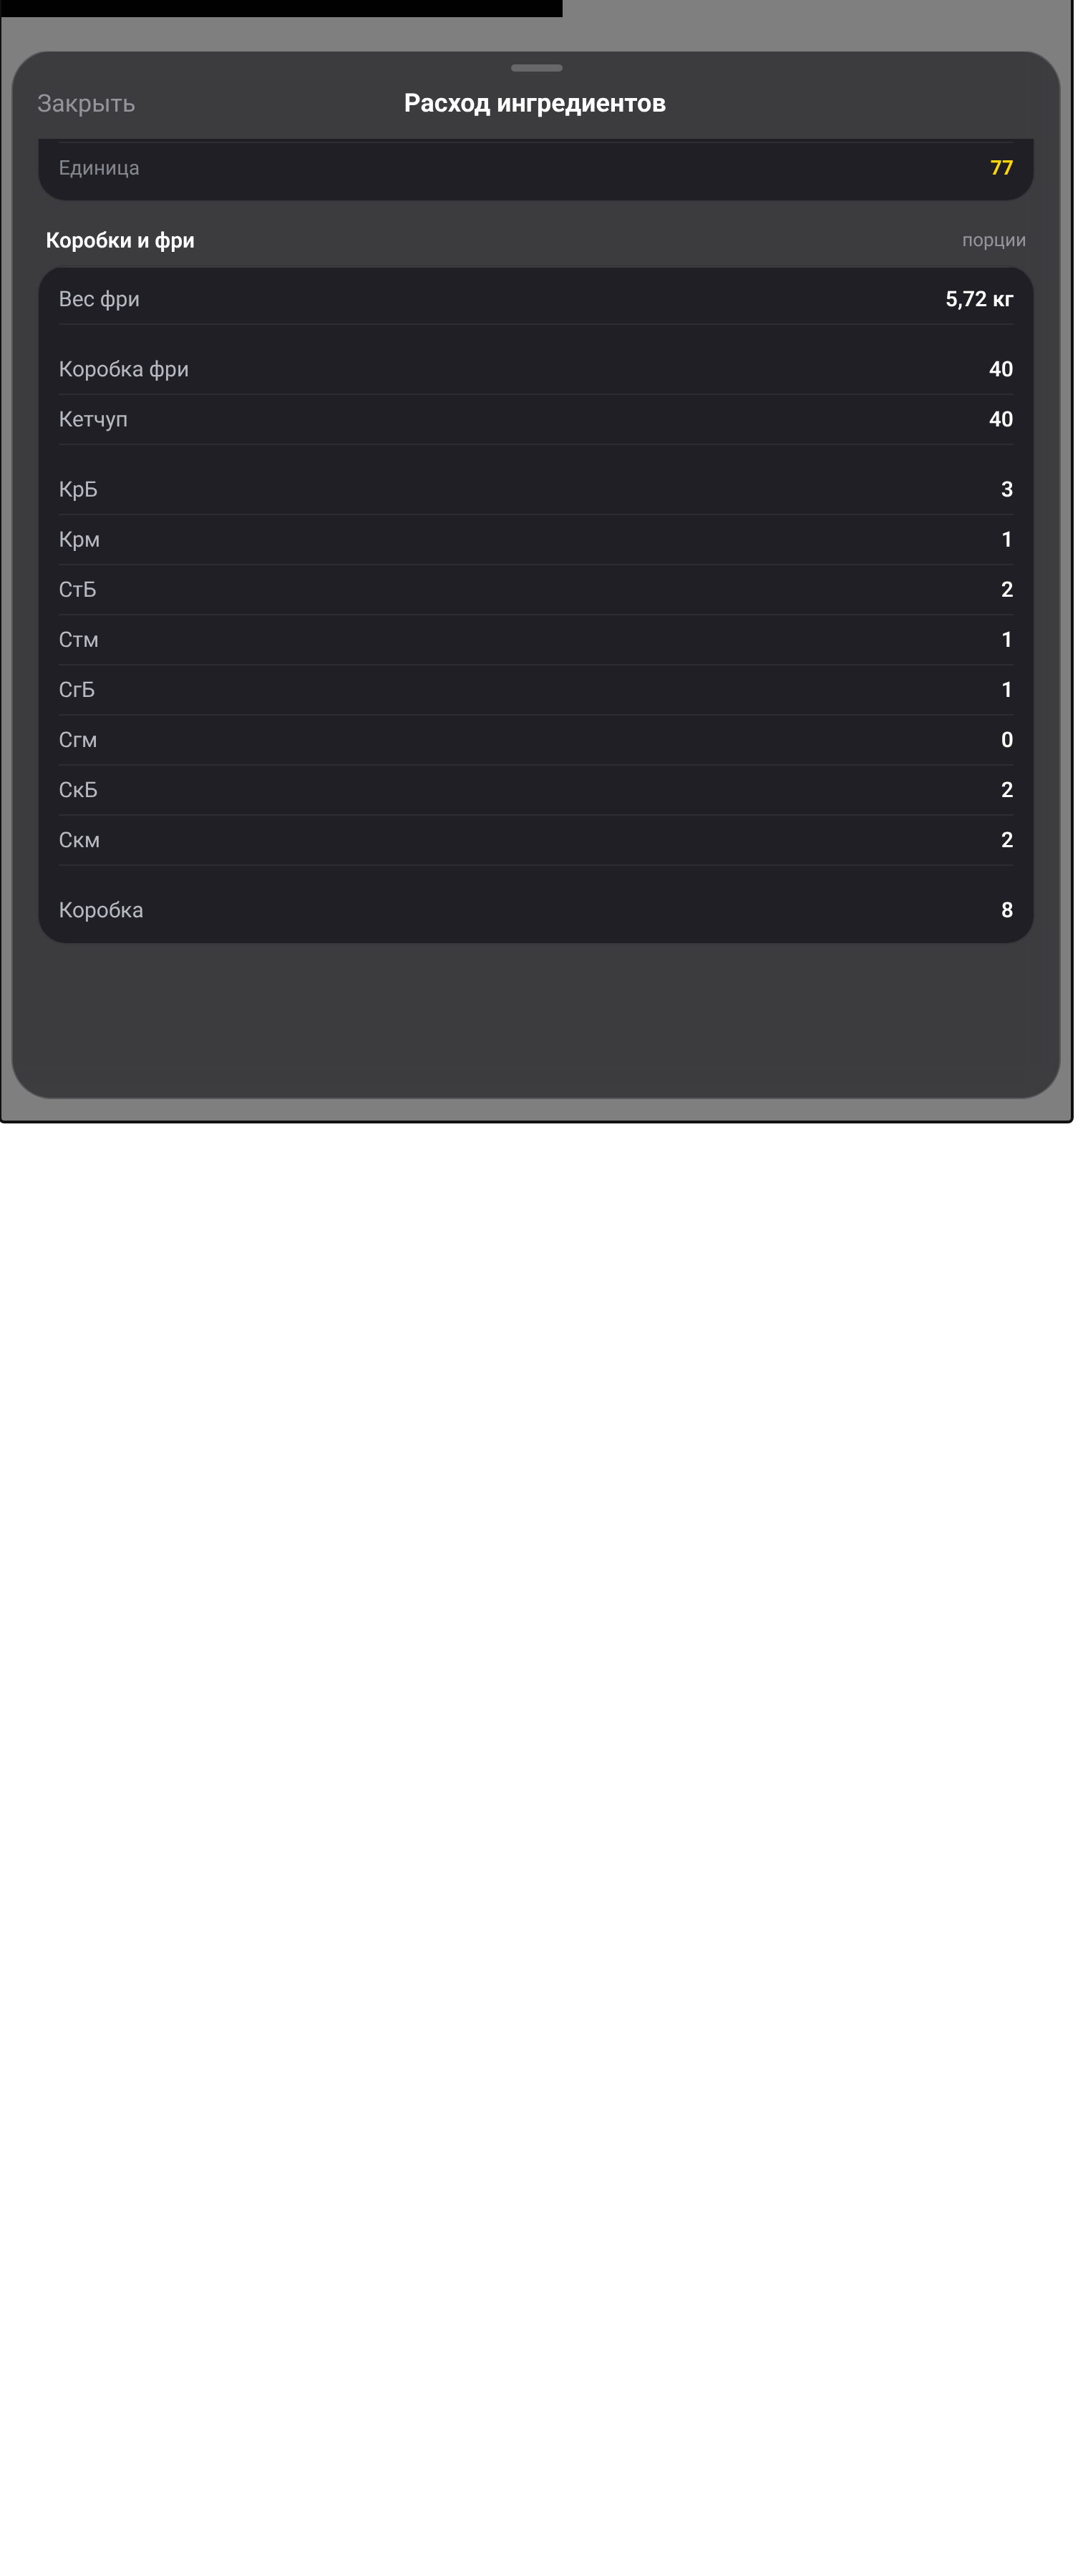 Закрыть Расход ингредиентов
Единица 77
Коробки и фри порции
Вес фри 5,72 кг
Коробка фри 40
Кетчуп 40
КрБ 3
Крм 1
СтБ 2
Стм 1
СгБ 1
Сгм 0
СкБ 2
Скм 2
Коробка 8